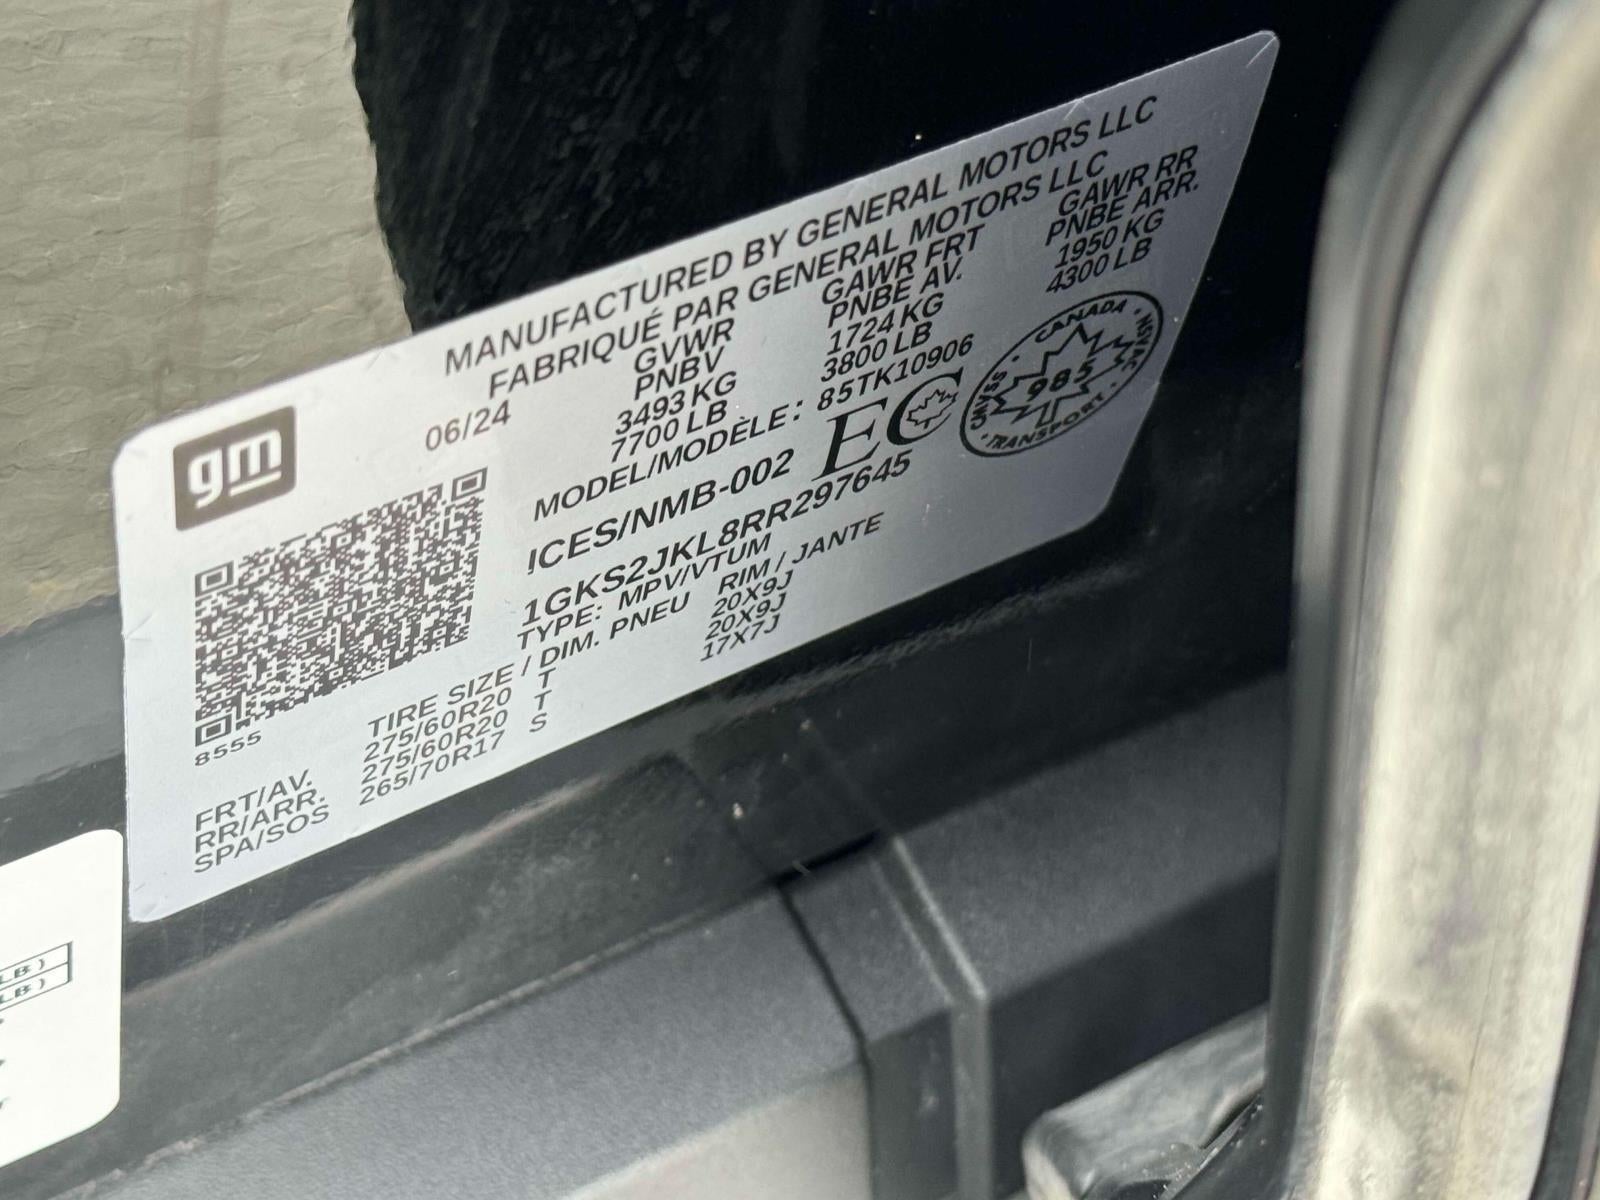 MANUFACTURED BY GENERAL MOTORS LLC
FABRIQUÉ PAR GENERAL MOTORS LLC
gm
06/24
GVWR GAWR FRT GAWR RR
PNBV PNBE AV. PNBE ARR.
3493 KG 1724 KG 1950 KG
7700 LB 3800 LB 4300 LB
MODEL/MODÈLE: 85TK10906
ICES/NMB-002 EC
CANADA
985
TRANSPORT
1GKS2JKL8RR297645
TYPE: MPV/VTUM
8555
TIRE SIZE / DIM. PNEU RIM / JANTE
FRT/AV. 275/60R20 T 20X9J
RR/ARR. 275/60R20 T 20X9J
SPA/SOS 265/70R17 S 17X7J
LB)
LB)